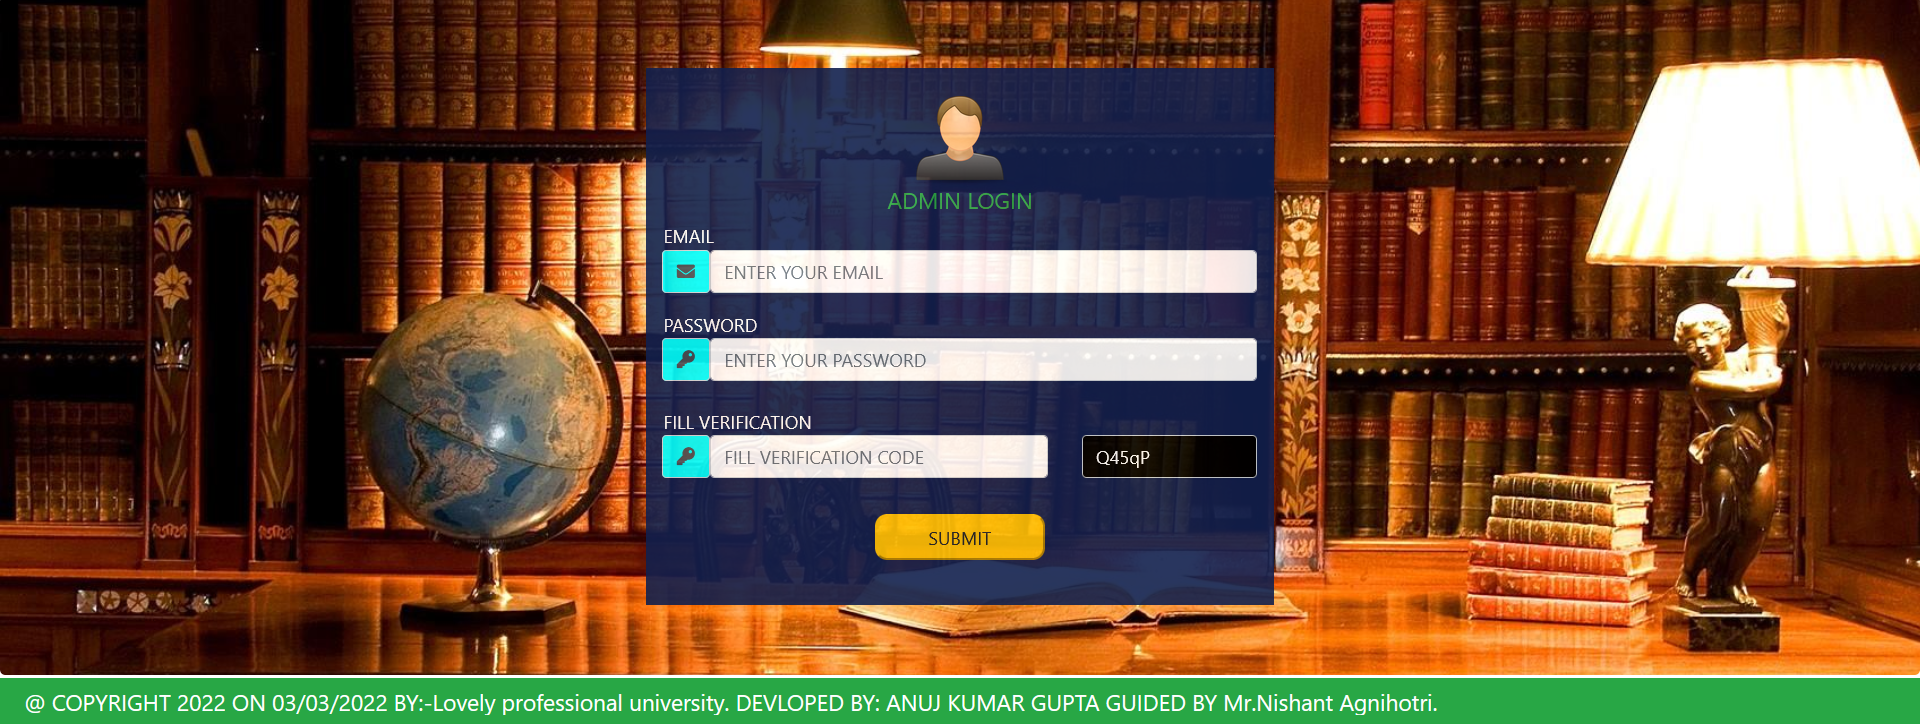 ADMIN LOGIN
EMAIL
ENTER YOUR EMAIL
PASSWORD
ENTER YOUR PASSWORD
FILL VERIFICATION
FILL VERIFICATION CODE
Q45qP
SUBMIT
@ COPYRIGHT 2022 ON 03/03/2022 BY:-Lovely professional university. DEVLOPED BY: ANUJ KUMAR GUPTA GUIDED BY Mr.Nishant Agnihotri.